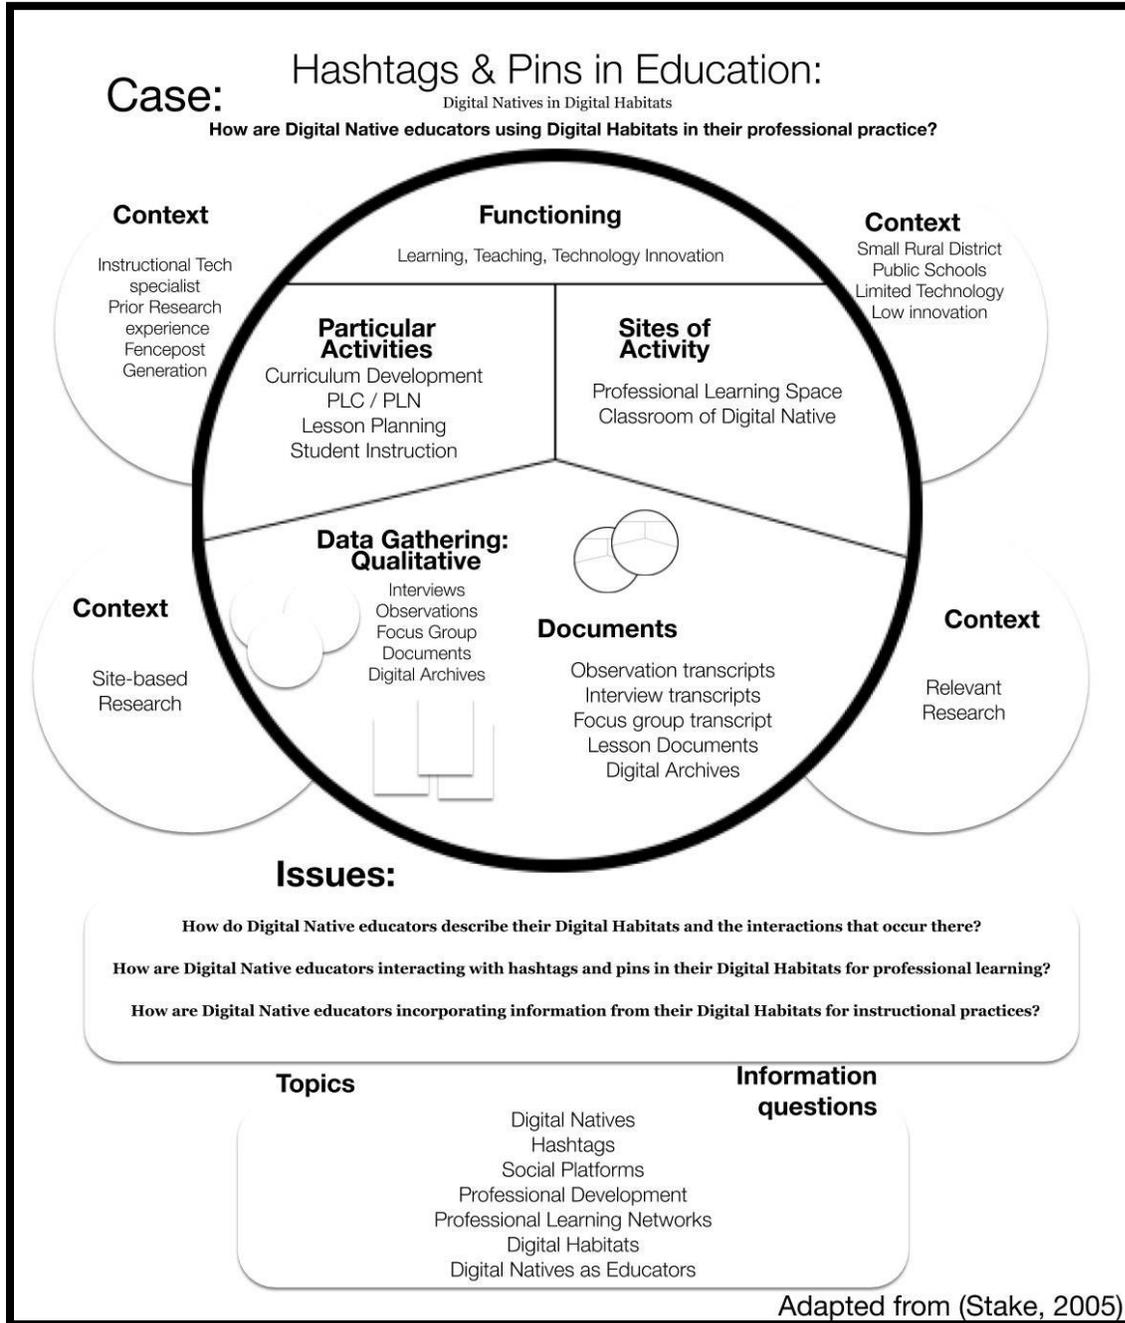 Hashtags & Pins in Education:
Case:
Digital Natives in Digital Habitats
How are Digital Native educators using Digital Habitats in their professional practice?
Context
Instructional Tech
specialist
Prior Research
experience
Fencepost
Generation
Functioning
Learning, Teaching, Technology Innovation
Context
Small Rural District
Public Schools
Limited Technology
Low innovation
Particular
Activities
Curriculum Development
PLC / PLN
Lesson Planning
Student Instruction
Sites of
Activity
Professional Learning Space
Classroom of Digital Native
Context
Site-based
Research
Data Gathering:
Qualitative
Interviews
Observations
Focus Group
Documents
Digital Archives
Documents
Observation transcripts
Interview transcripts
Focus group transcript
Lesson Documents
Digital Archives
Context
Relevant
Research
Issues:
How do Digital Native educators describe their Digital Habitats and the interactions that occur there?
How are Digital Native educators interacting with hashtags and pins in their Digital Habitats for professional learning?
How are Digital Native educators incorporating information from their Digital Habitats for instructional practices?
Topics
Information
questions
Digital Natives
Hashtags
Social Platforms
Professional Development
Professional Learning Networks
Digital Habitats
Digital Natives as Educators
Adapted from (Stake, 2005)